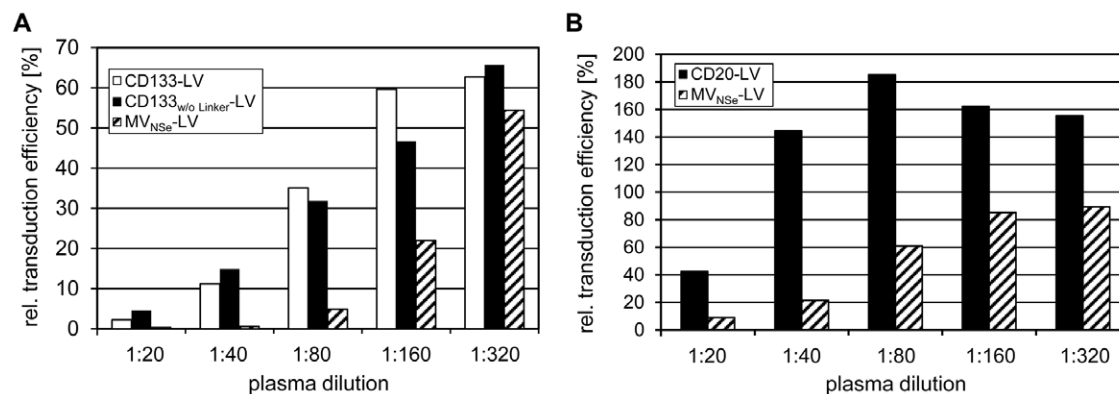 A
rel. transduction efficiency [%]
70
60
50
40
30
20
10
0
CD133-LV
CD133w/o Linker-LV
MVNSe-LV
1:20 1:40 1:80 1:160 1:320
plasma dilution
B
rel. transduction efficiency [%]
200
180
160
140
120
100
80
60
40
20
0
CD20-LV
MVNSe-LV
1:20 1:40 1:80 1:160 1:320
plasma dilution